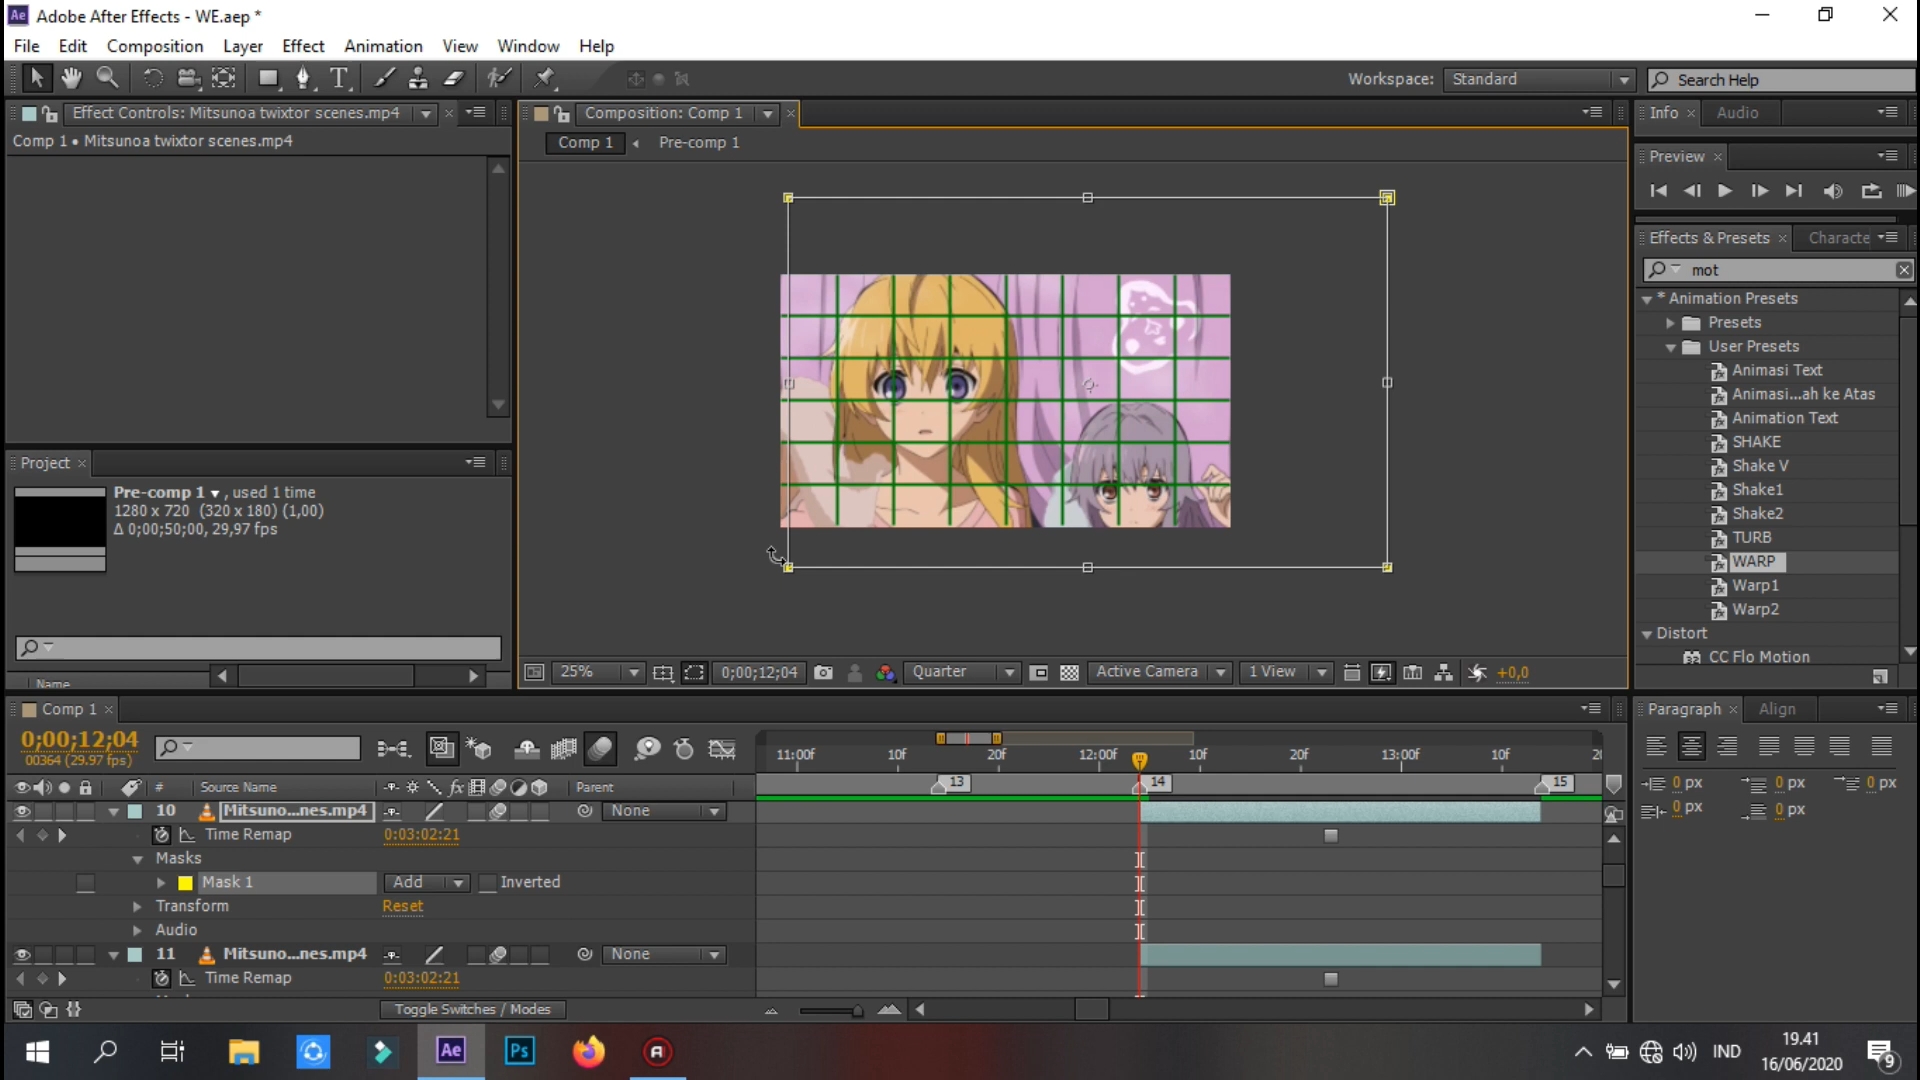 Ae Adobe After Effects - WE.aep *
File Edit Composition Layer Effect Animation View Window Help
Workspace: Standard Search Help
Effect Controls: Mitsunoa twixtor scenes.mp4
Comp 1 • Mitsunoa twixtor scenes.mp4
Composition: Comp 1
Comp 1 Pre-comp 1
Info Audio
Preview
Effects & Presets Characte
mot
* Animation Presets
Presets
User Presets
Animasi Text
Animasi...ah ke Atas
Animation Text
SHAKE
Shake V
Shake1
Shake2
TURB
WARP
Warp1
Warp2
Distort
CC Flo Motion
Project
Pre-comp 1 , used 1 time
1280 x 720 (320 x 180) (1,00)
Δ 0;00;50;00, 29,97 fps
Name
25% 0;00;12;04 Quarter Active Camera 1 View +0,0
Comp 1
0;00;12;04
00364 (29.97 fps)
11:00f 10f 20f 12:00f 10f 20f 13:00f 10f 2
# Source Name fx Parent
13 14 15
10 Mitsuno...nes.mp4 None
Time Remap 0:03:02:21
Masks
Mask 1 Add Inverted
Transform Reset
Audio
11 Mitsuno...nes.mp4 None
Time Remap 0:03:02:21
Toggle Switches / Modes
Paragraph Align
0 px 0 px 0 px
0 px 0 px
Ae Ps
IND
19.41
16/06/2020
9